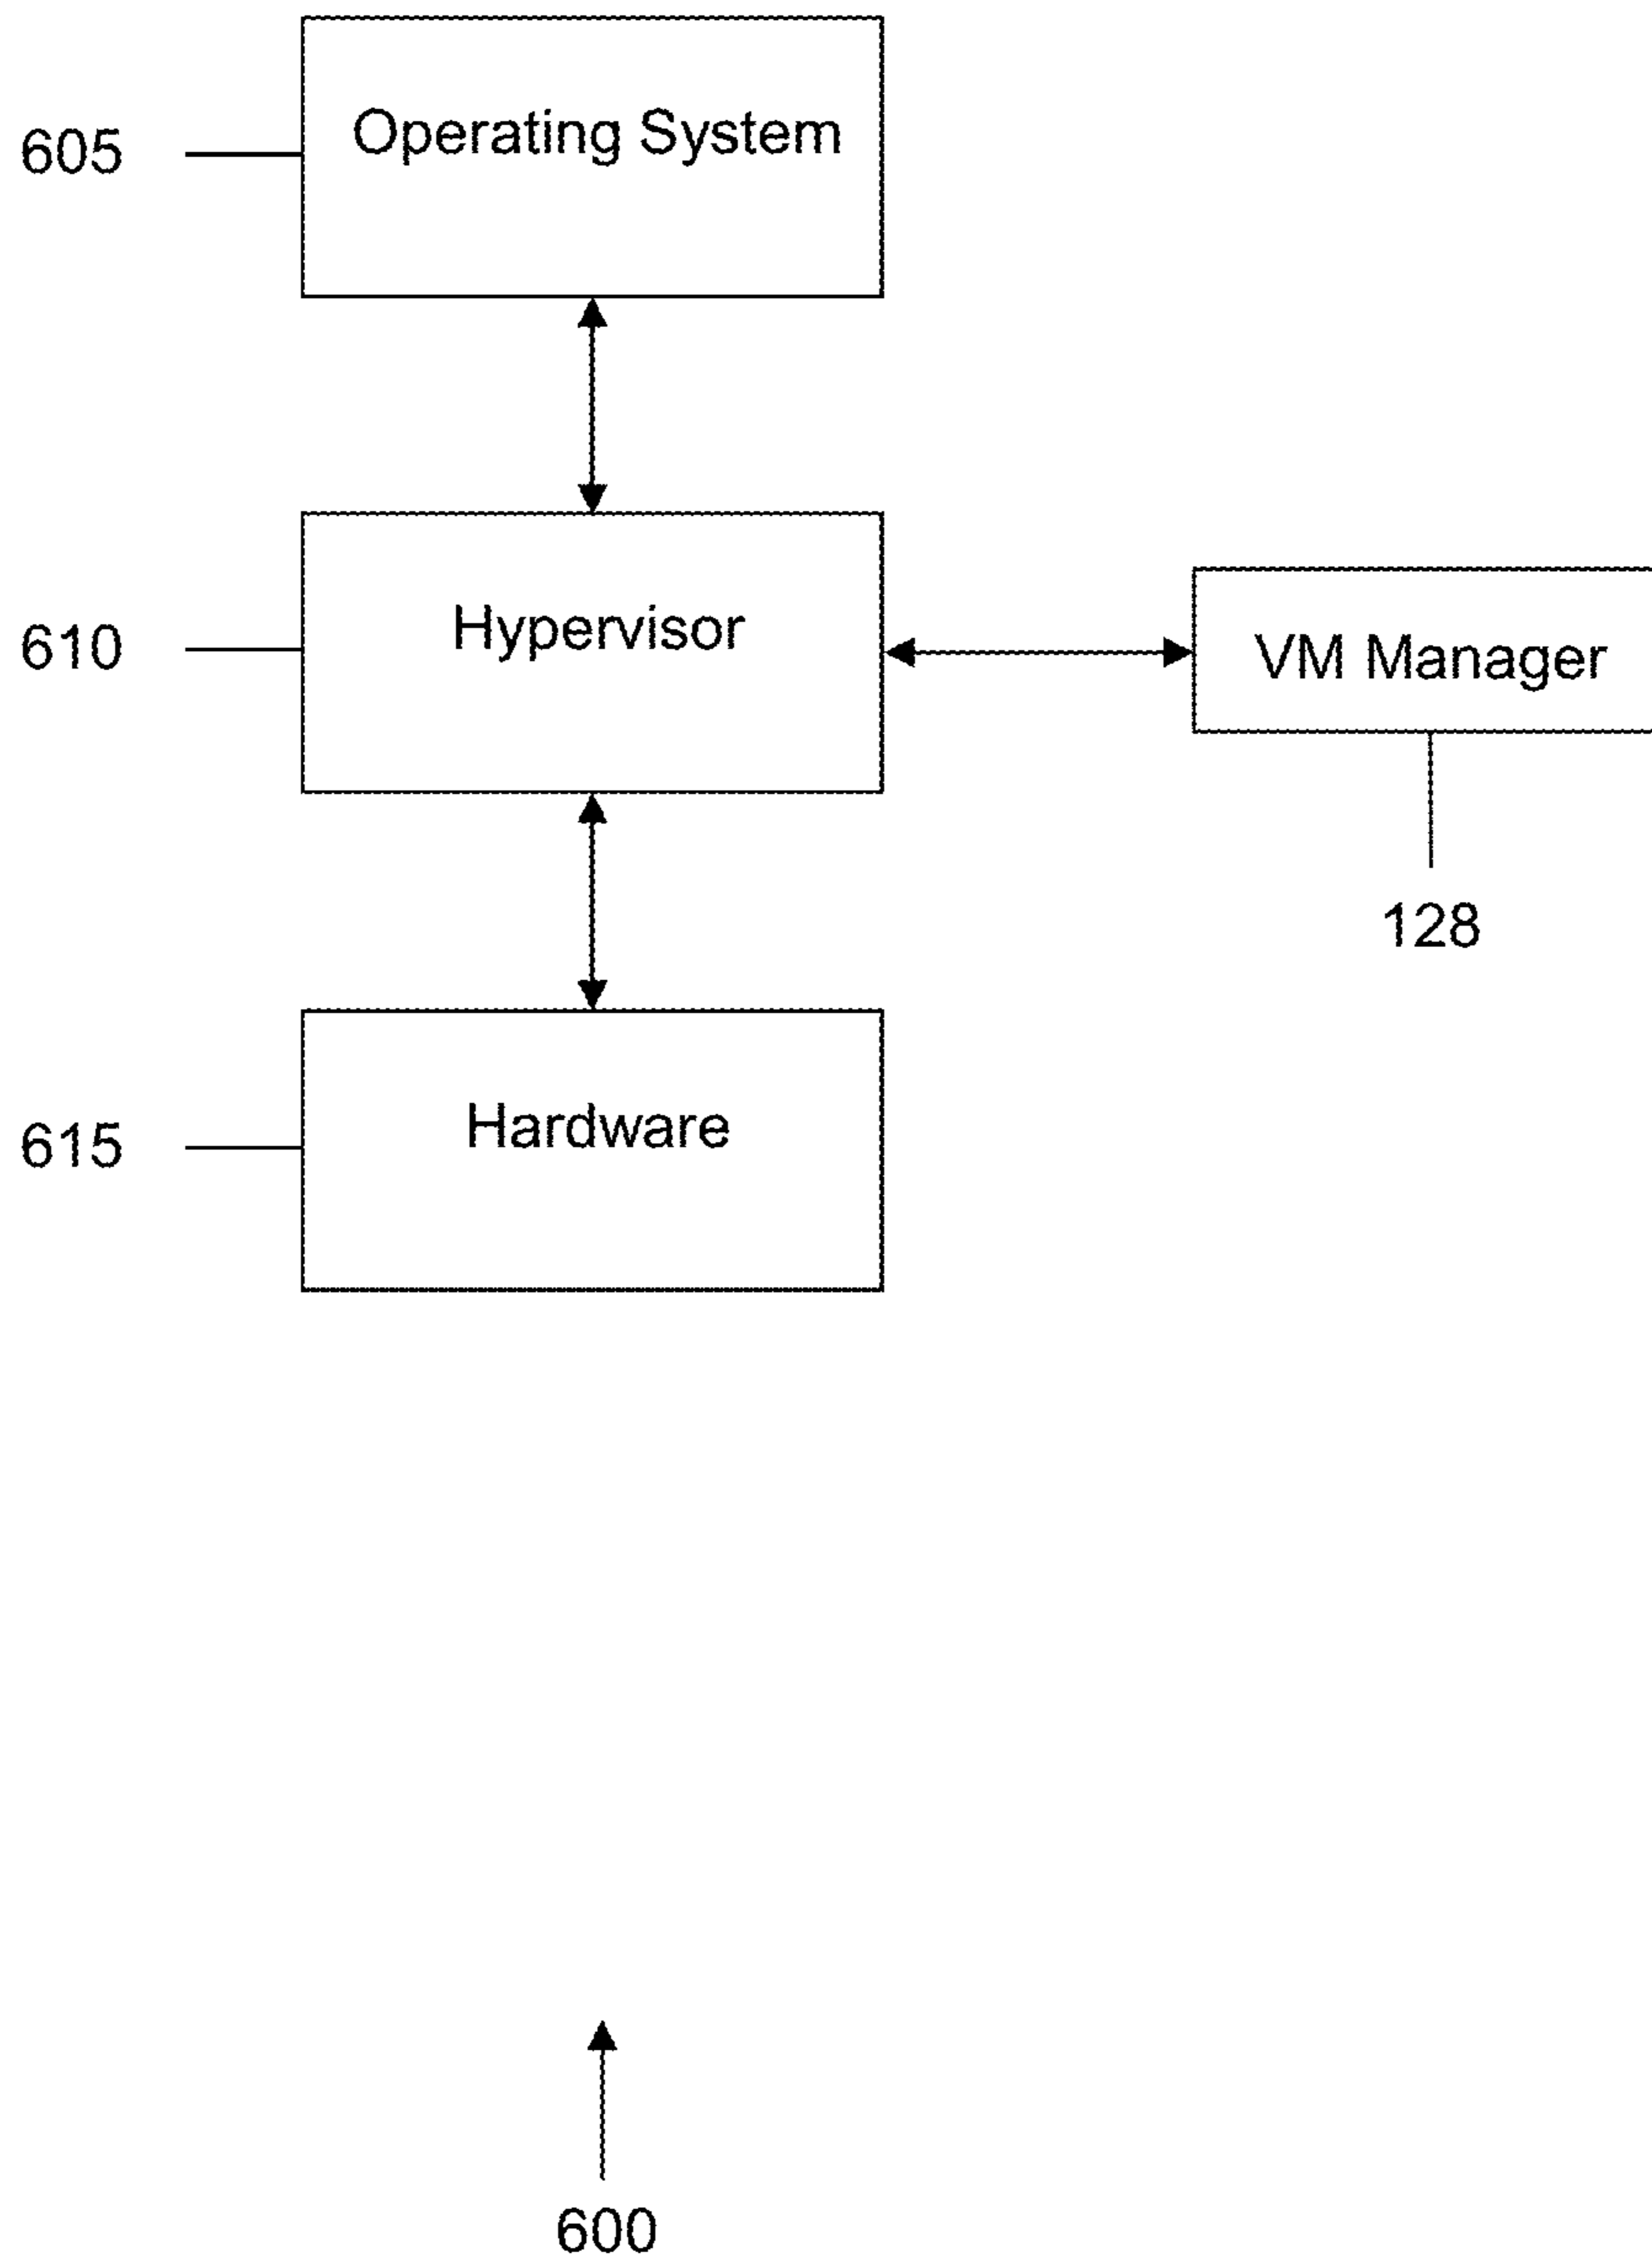 Operating System
605
Hypervisor
610
VM Manager
128
Hardware
615
600